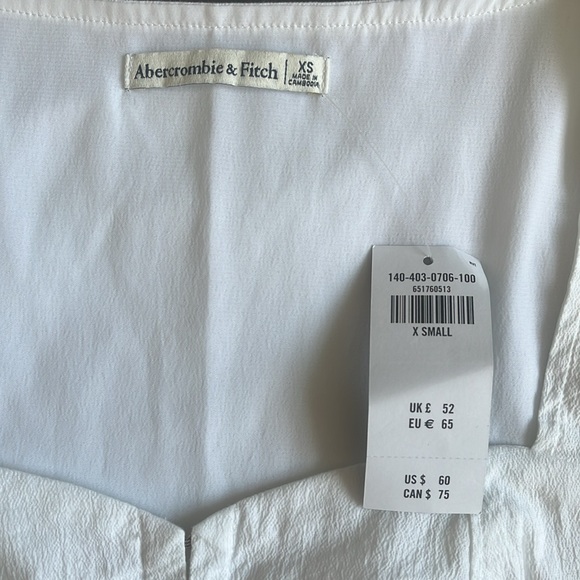 Abercrombie & Fitch
XS
MADE IN
CAMBODIA
140-403-0706-100
651760513
X SMALL
UK £ 52
EU € 65
US $ 60
CAN $ 75